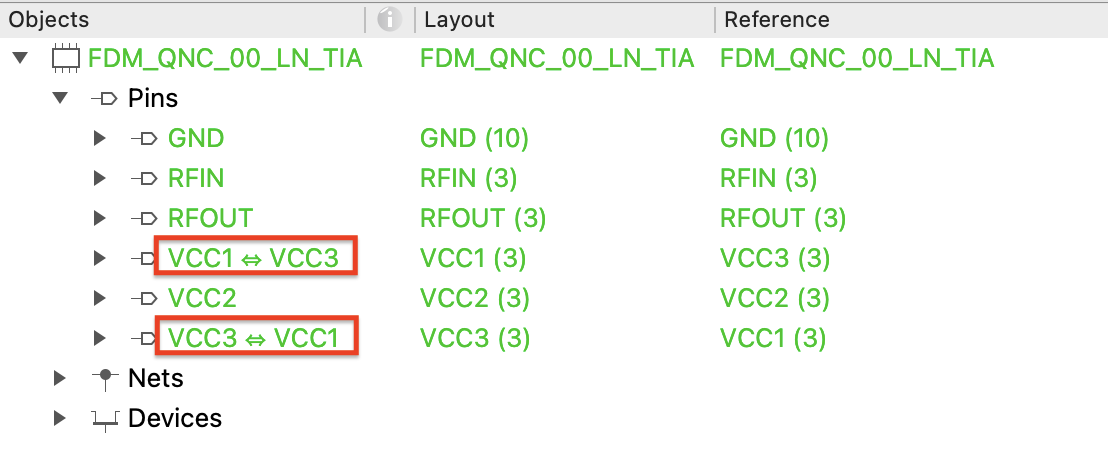 Objects Layout Reference
FDM_QNC_00_LN_TIA FDM_QNC_00_LN_TIA FDM_QNC_00_LN_TIA
Pins
GND GND (10) GND (10)
RFIN RFIN (3) RFIN (3)
RFOUT RFOUT (3) RFOUT (3)
VCC1 ⇔ VCC3 VCC1 (3) VCC3 (3)
VCC2 VCC2 (3) VCC2 (3)
VCC3 ⇔ VCC1 VCC3 (3) VCC1 (3)
Nets
Devices